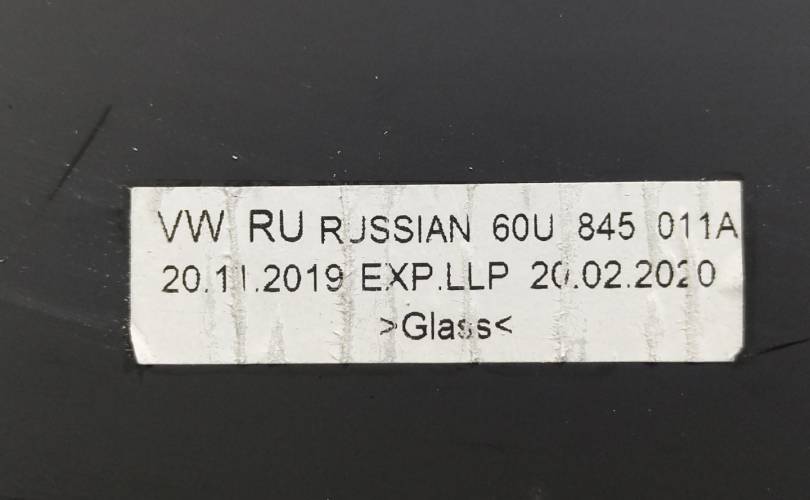 VW RU RUSSIAN 60U 845 011A
20.11.2019 EXP.LLP 20.02.2020
>Glass<